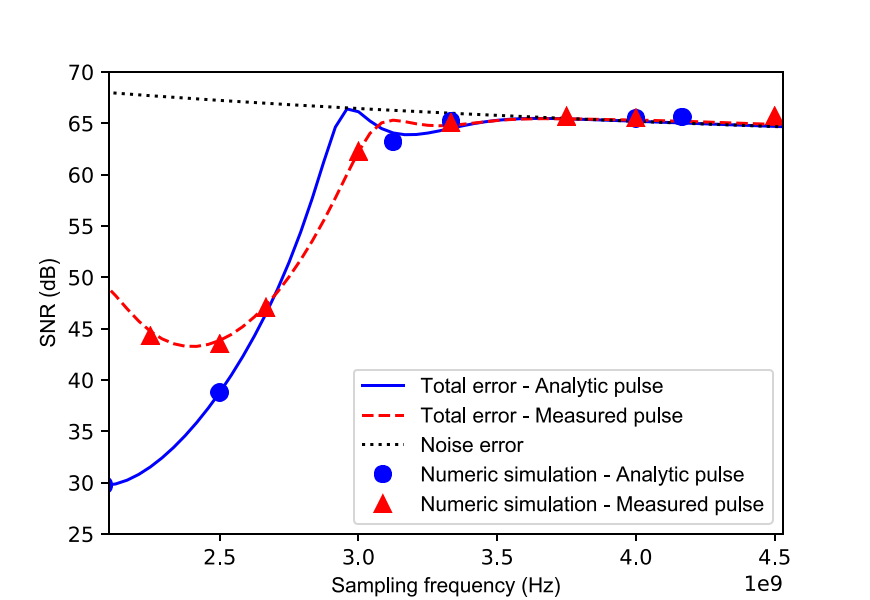 70
65
60
55
50
45
40
35
30
25
SNR (dB)
Total error - Analytic pulse
Total error - Measured pulse
Noise error
Numeric simulation - Analytic pulse
Numeric simulation - Measured pulse
2.5 3.0 3.5 4.0 4.5
1e9
Sampling frequency (Hz)